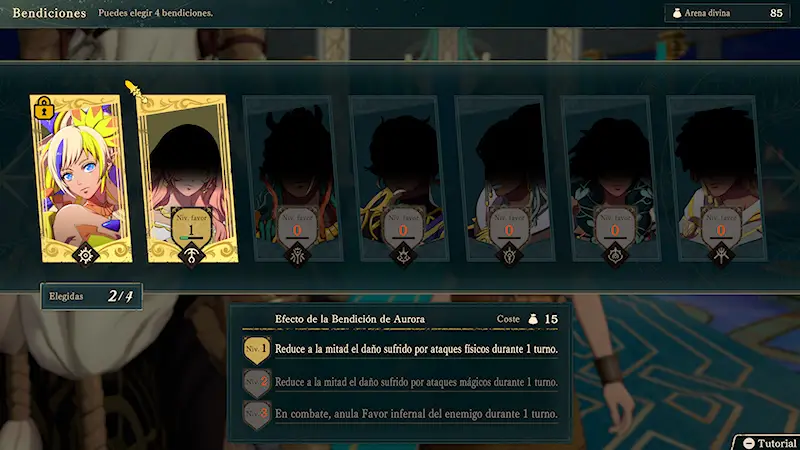 Bendiciones Puedes elegir 4 bendiciones.
Arena divina 85
Niv. favor
1
Niv. favor
0
Niv. favor
0
Niv. favor
0
Niv. favor
0
Niv. favor
0
Elegidas 2/4
Efecto de la Bendición de Aurora Coste 15
Niv. 1 Reduce a la mitad el daño sufrido por ataques físicos durante 1 turno.
Niv. 2 Reduce a la mitad el daño sufrido por ataques mágicos durante 1 turno.
Niv. 3 En combate, anula Favor infernal del enemigo durante 1 turno.
Tutorial